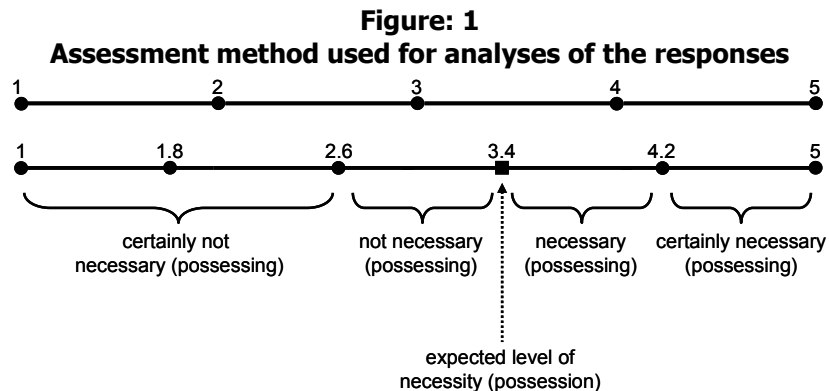 Figure: 1
Assessment method used for analyses of the responses
1 2 3 4 5
1 1.8 2.6 3.4 4.2 5
certainly not
necessary (possessing)
not necessary
(possessing)
necessary
(possessing)
certainly necessary
(possessing)
expected level of
necessity (possession)